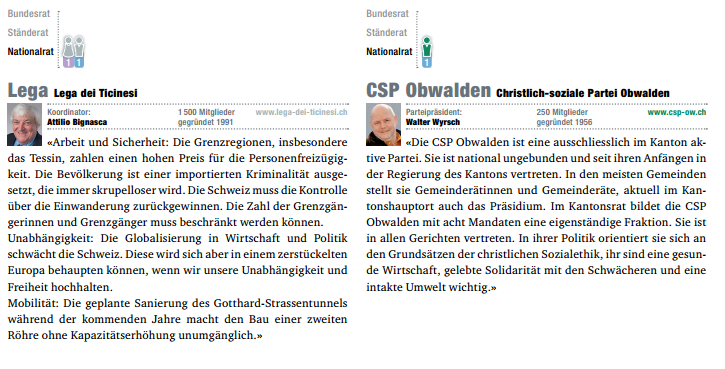 Bundesrat
Ständerat
Nationalrat
1 1
Lega Lega dei Ticinesi
Koordinator: 1 500 Mitglieder www.lega-dei-ticinesi.ch
Attilio Bignasca gegründet 1991
«Arbeit und Sicherheit: Die Grenzregionen, insbesondere
das Tessin, zahlen einen hohen Preis für die Personenfreizügig-
keit. Die Bevölkerung ist einer importierten Kriminalität ausge-
setzt, die immer skrupelloser wird. Die Schweiz muss die Kontrolle
über die Einwanderung zurückgewinnen. Die Zahl der Grenzgän-
gerinnen und Grenzgänger muss beschränkt werden können.
Unabhängigkeit: Die Globalisierung in Wirtschaft und Politik
schwächt die Schweiz. Diese wird sich aber in einem zerstückelten
Europa behaupten können, wenn wir unsere Unabhängigkeit und
Freiheit hochhalten.
Mobilität: Die geplante Sanierung des Gotthard-Strassentunnels
während der kommenden Jahre macht den Bau einer zweiten
Röhre ohne Kapazitätserhöhung unumgänglich.»
Bundesrat
Ständerat
Nationalrat
1
CSP Obwalden Christlich-soziale Partei Obwalden
Parteipräsident: 250 Mitglieder www.csp-ow.ch
Walter Wyrsch gegründet 1956
«Die CSP Obwalden ist eine ausschliesslich im Kanton ak-
tive Partei. Sie ist national ungebunden und seit ihren Anfängen in
der Regierung des Kantons vertreten. In den meisten Gemeinden
stellt sie Gemeinderätinnen und Gemeinderäte, aktuell im Kan-
tonshauptort auch das Präsidium. Im Kantonsrat bildet die CSP
Obwalden mit acht Mandaten eine eigenständige Fraktion. Sie ist
in allen Gerichten vertreten. In ihrer Politik orientiert sie sich an
den Grundsätzen der christlichen Sozialethik, ihr sind eine gesun-
de Wirtschaft, gelebte Solidarität mit den Schwächeren und eine
intakte Umwelt wichtig.»